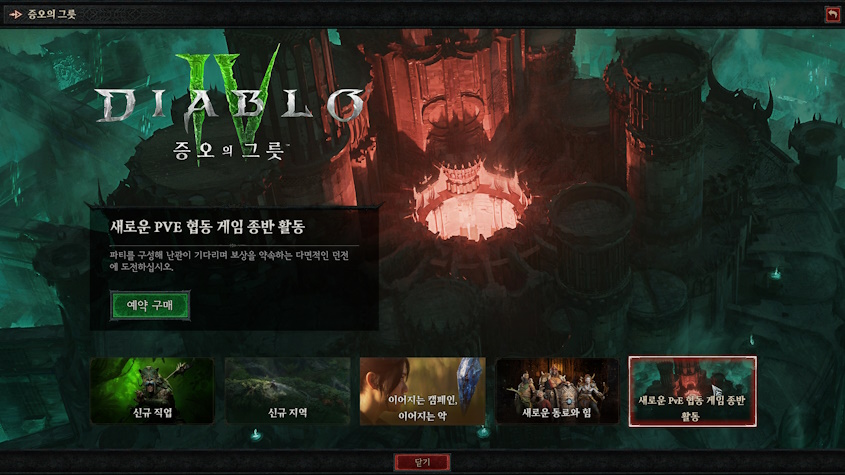 증오의 그릇
DIABLO
IV
증오의 그릇™
새로운 PVE 협동 게임 종반 활동
파티를 구성해 난관이 기다리며 보상을 약속하는 다면적인 던전
에 도전하십시오.
예약 구매
신규 직업
신규 지역
이어지는 캠페인,
이어지는 악
새로운 동료와 힘
새로운 PvE 협동 게임 종반
활동
닫기